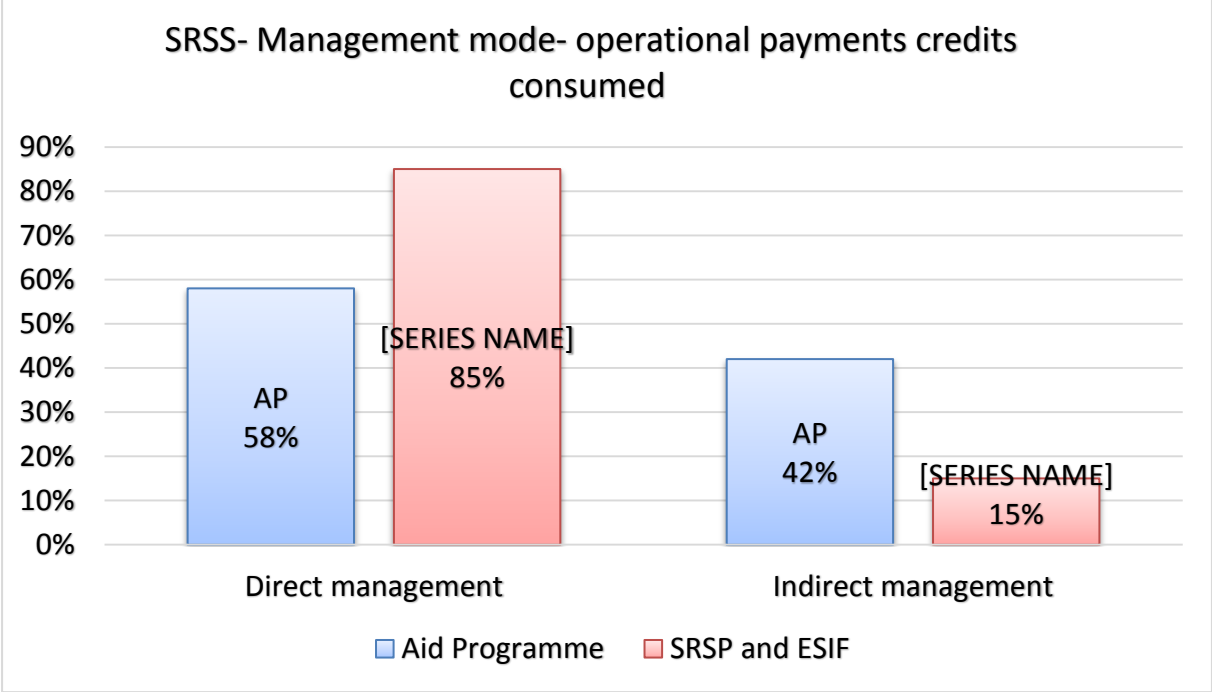 SRSS- Management mode- operational payments credits
consumed
90%
80%
70%
60%
50%
40%
30%
20%
10%
0%
AP
58%
[SERIES NAME]
85%
AP
42%
[SERIES NAME]
15%
Direct management
Indirect management
Aid Programme
SRSP and ESIF